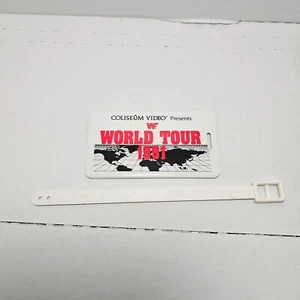 COLISEUM VIDEO® Presents
WF
WORLD TOUR
1991